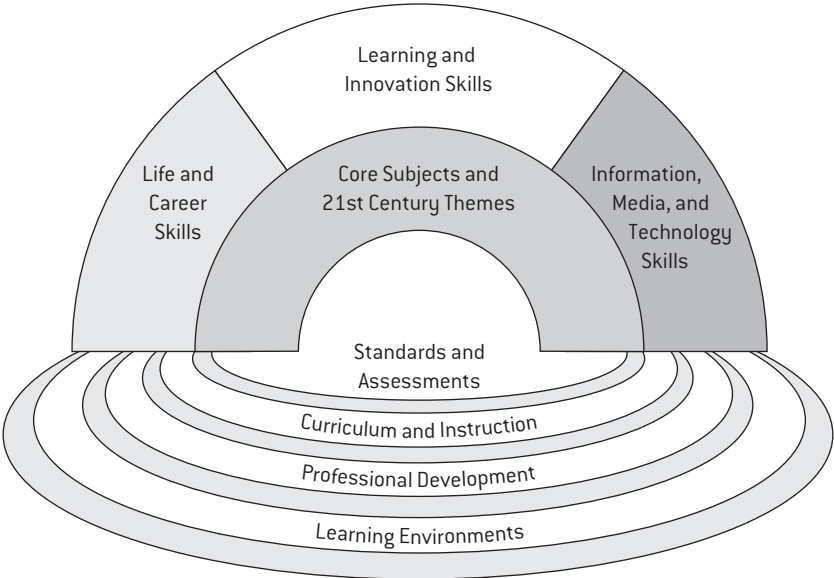 Learning and
Innovation Skills
Life and
Career
Skills
Core Subjects and
21st Century Themes
Information,
Media, and
Technology
Skills
Standards and
Assessments
Curriculum and Instruction
Professional Development
Learning Environments